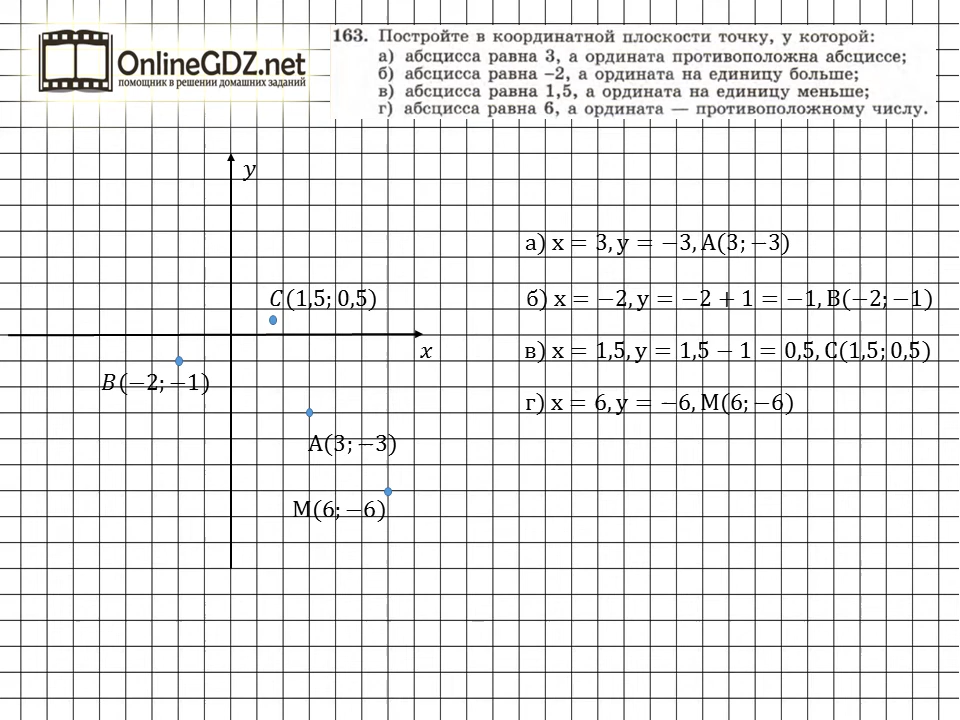 OnlineGDZ.net
помощник в решении домашних заданий
163. Постройте в координатной плоскости точку, у которой:
а) абсцисса равна 3, а ордината противоположна абсциссе;
б) абсцисса равна –2, а ордината на единицу больше;
в) абсцисса равна 1,5, а ордината на единицу меньше;
г) абсцисса равна 6, а ордината — противоположному числу.
y
C(1,5; 0,5)
x
B(−2; −1)
A(3; −3)
M(6; −6)
а) x = 3, y = −3, A(3; −3)
б) x = −2, y = −2 + 1 = −1, B(−2; −1)
в) x = 1,5, y = 1,5 − 1 = 0,5, C(1,5; 0,5)
г) x = 6, y = −6, M(6; −6)